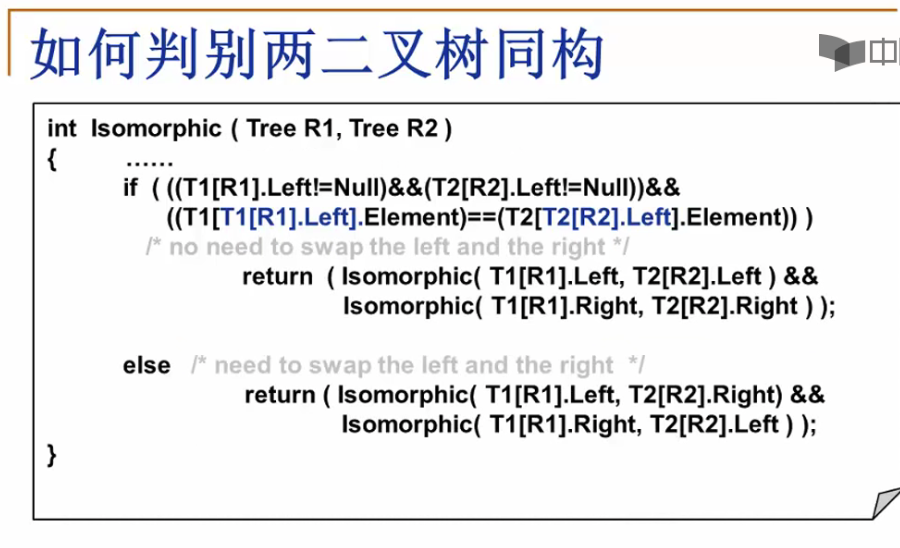 如何判别两二叉树同构
中
int Isomorphic ( Tree R1, Tree R2 )
{ ……
if ( ((T1[R1].Left!=Null)&&(T2[R2].Left!=Null))&&
((T1[T1[R1].Left].Element)==(T2[T2[R2].Left].Element)) )
/* no need to swap the left and the right */
return ( Isomorphic( T1[R1].Left, T2[R2].Left ) &&
Isomorphic( T1[R1].Right, T2[R2].Right ) );
else /* need to swap the left and the right */
return ( Isomorphic( T1[R1].Left, T2[R2].Right) &&
Isomorphic( T1[R1].Right, T2[R2].Left ) );
}